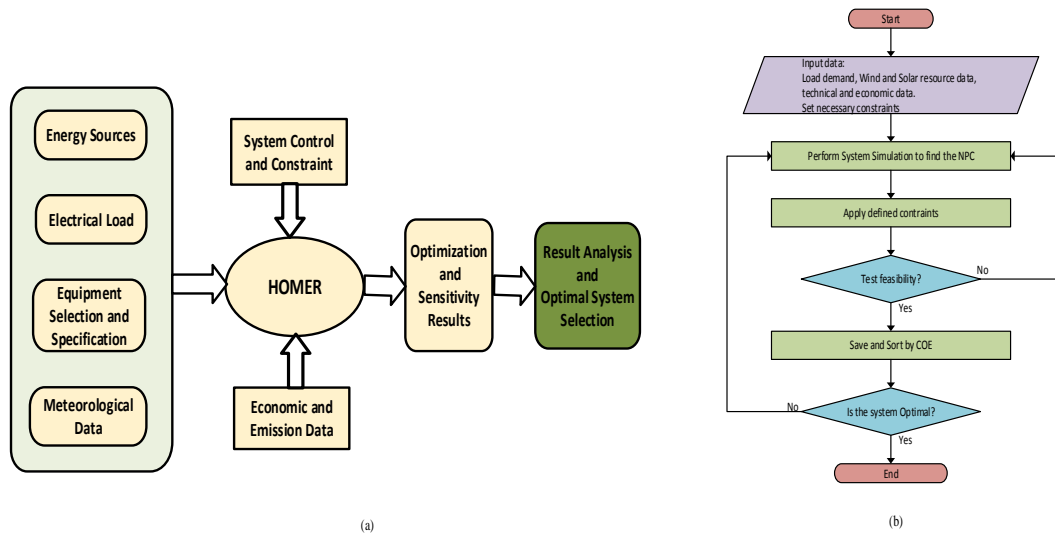 Energy Sources
Electrical Load
Equipment
Selection and
Specification
Meteorological
Data
System Control
and Constraint
HOMER
Economic and
Emission Data
Optimization
and
Sensitivity
Results
Result Analysis
and
Optimal System
Selection
(a)
Start
Input data:
Load demand, Wind and Solar resource data,
technical and economic data.
Set necessary constraints
Perform System Simulation to find the NPC
Apply defined contraints
Test feasibility?
No
Yes
Save and Sort by COE
Is the system Optimal?
No
Yes
End
(b)